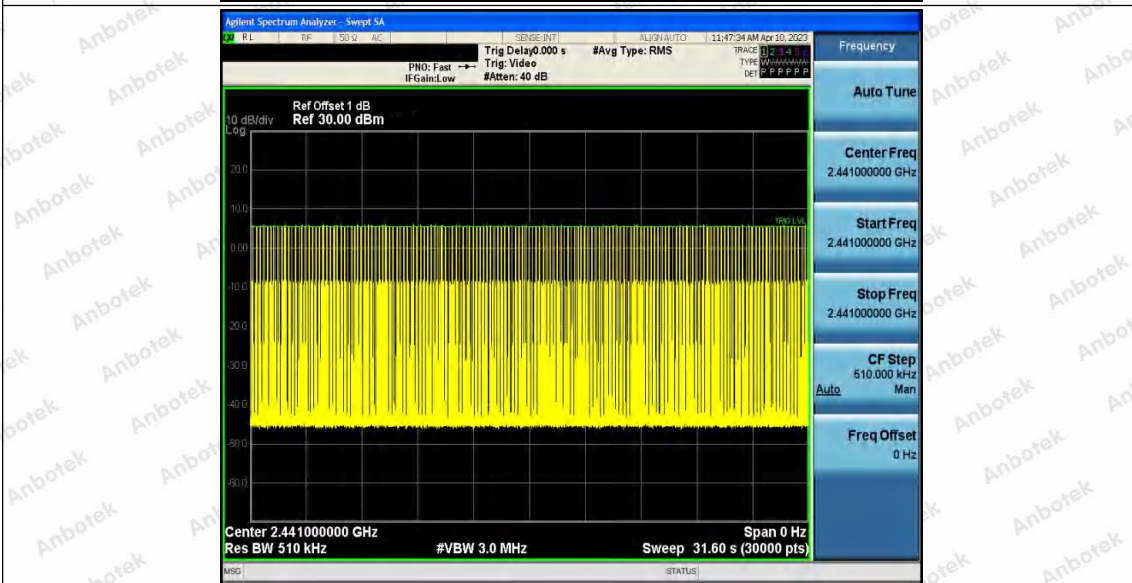 Agilent Spectrum Analyzer - Swept SA
RL RF 50 Ω AC SENSE:INT ALIGNAUTO 11:47:34 AM Apr 10, 2023
Trig Delay0.000 s #Avg Type: RMS TRACE 1 2 3 4 5 6
PNO: Fast Trig: Video TYPE
IFGain:Low #Atten: 40 dB DET P P P P P P
Ref Offset 1 dB
10 dB/div Ref 30.00 dBm
Log
20.0
10.0
TRIG LVL
0.00
-10.0
-20.0
-30.0
-40.0
-50.0
-60.0
Center 2.441000000 GHz Span 0 Hz
Res BW 510 kHz #VBW 3.0 MHz Sweep 31.60 s (30000 pts)
MSG STATUS
Frequency
Auto Tune
Center Freq
2.441000000 GHz
Start Freq
2.441000000 GHz
Stop Freq
2.441000000 GHz
CF Step
510.000 kHz
Auto Man
Freq Offset
0 Hz
Anbotek